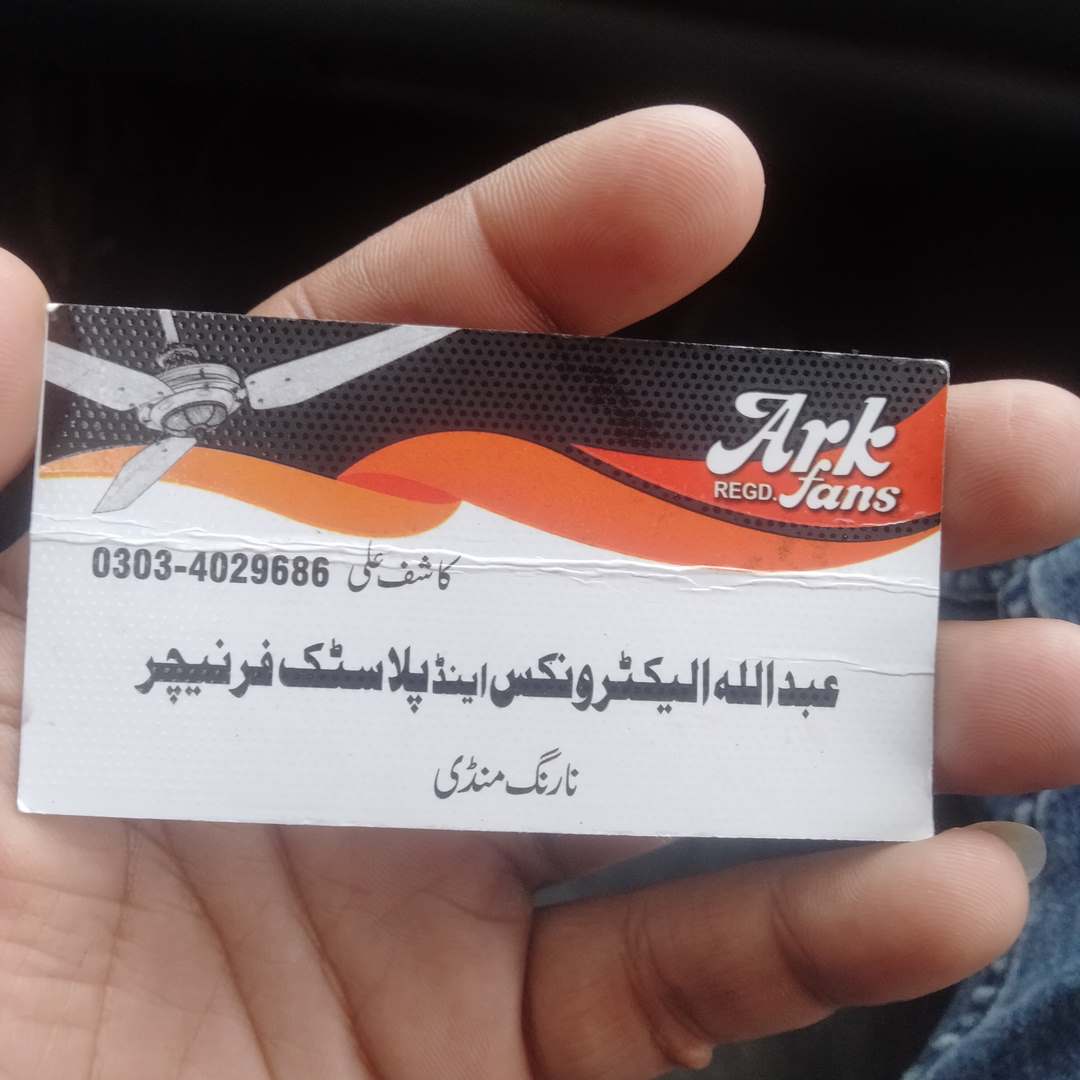 Ark
REGD. fans
0303-4029686 کاشف علی
عبداللہ الیکٹرونکس اینڈ پلاسٹک فرنیچر
نارنگ منڈی